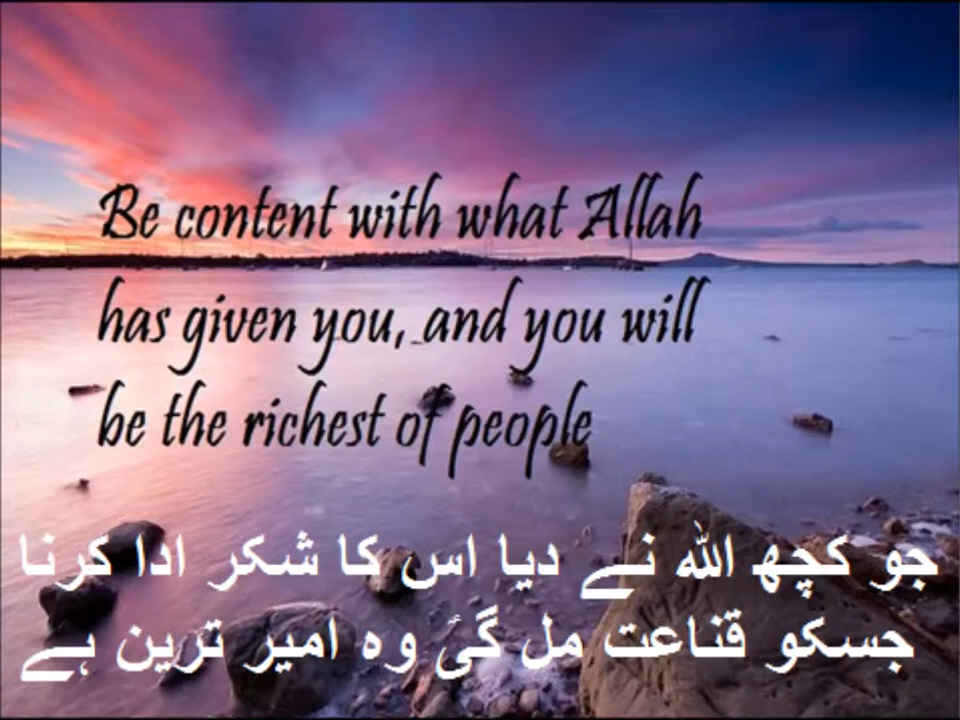 Be content with what Allah
has given you, and you will
be the richest of people
جو کچھ اللہ نے دیا اس کا شکر ادا کرنا
جسکو قناعت مل گئ وہ امیر ترین ہے